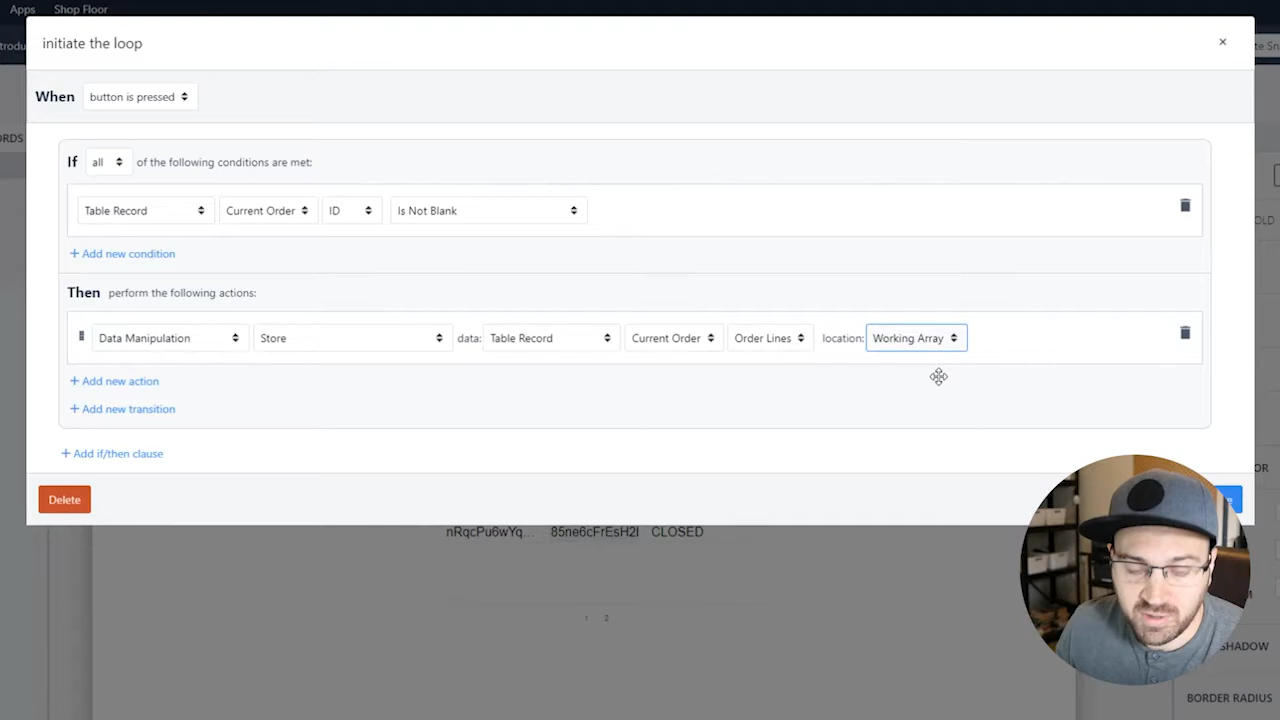 Apps Shop Floor
initiate the loop
×
When button is pressed
If all of the following conditions are met:
Table Record Current Order ID Is Not Blank
+ Add new condition
Then perform the following actions:
Data Manipulation Store data: Table Record Current Order Order Lines location: Working Array
+ Add new action
+ Add new transition
+ Add if/then clause
Delete
nRqcPu6wYq... 85ne6cFrEsH2I CLOSED
1 2
SHADOW
BORDER RADIUS